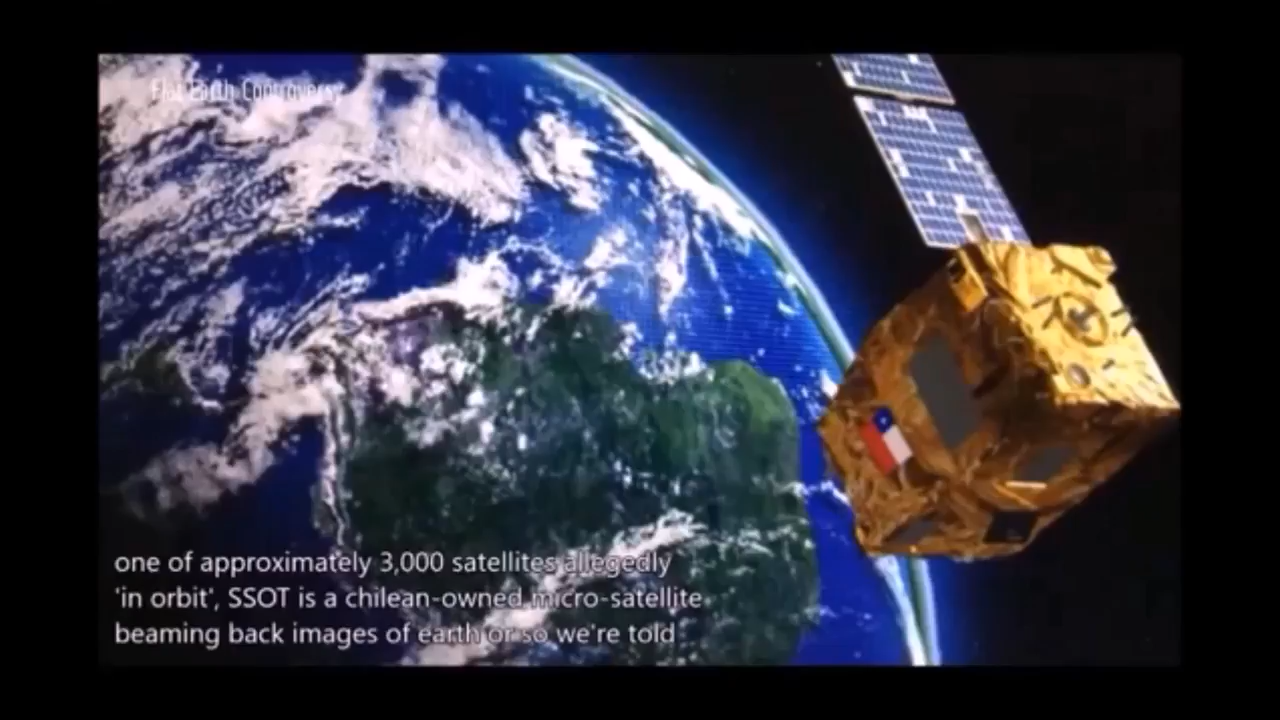 Flat Earth Controversy
one of approximately 3,000 satellites allegedly
'in orbit', SSOT is a chilean-owned micro-satellite
beaming back images of earth or so we're told